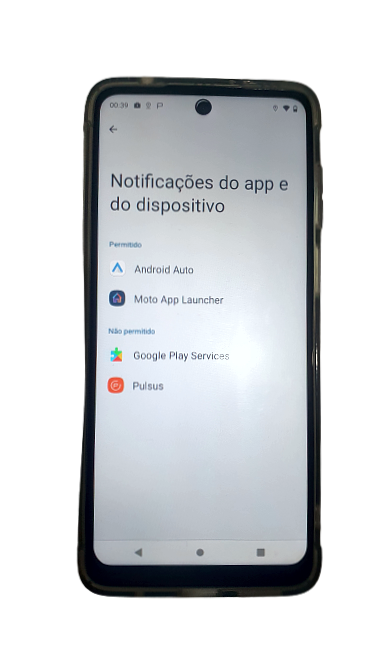 00:39
Notificações do app e
do dispositivo
Permitido
Android Auto
Moto App Launcher
Não permitido
Google Play Services
Pulsus